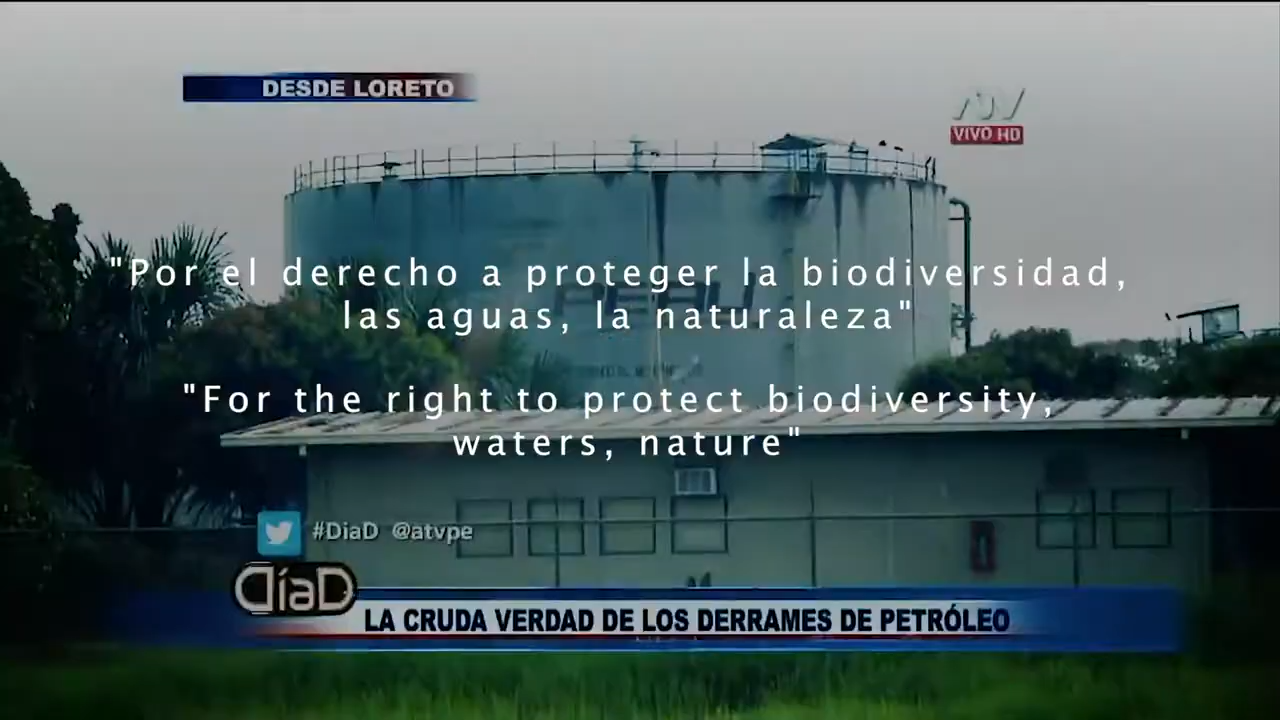 DESDE LORETO
ATV
VIVO HD
"Por el derecho a proteger la biodiversidad,
las aguas, la naturaleza"
"For the right to protect biodiversity,
waters, nature"
#DiaD @atvpe
DíaD
LA CRUDA VERDAD DE LOS DERRAMES DE PETRÓLEO